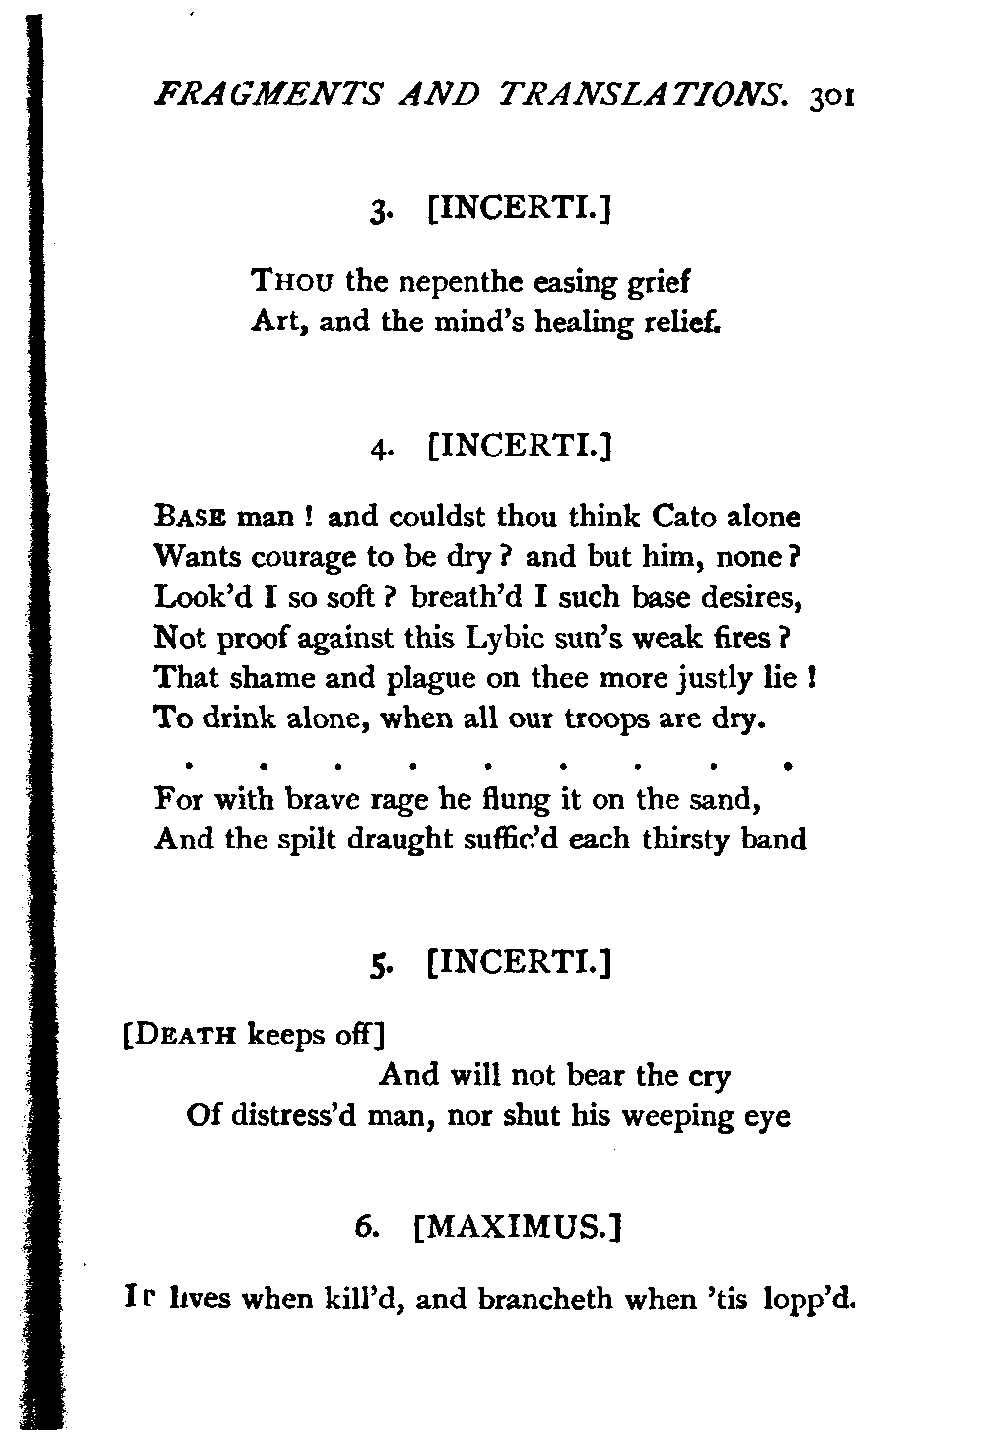 FRAGMENTS AND TRANSLATIONS. 301
3. [INCERTI.]
THOU the nepenthe easing grief
Art, and the mind's healing relief.
4. [INCERTI.]
BASE man ! and couldst thou think Cato alone
Wants courage to be dry ? and but him, none ?
Look'd I so soft ? breath'd I such base desires,
Not proof against this Lybic sun's weak fires ?
That shame and plague on thee more justly lie !
To drink alone, when all our troops are dry.
. . . . . . . . .
For with brave rage he flung it on the sand,
And the spilt draught suffic'd each thirsty band
5. [INCERTI.]
[DEATH keeps off]
And will not bear the cry
Of distress'd man, nor shut his weeping eye
6. [MAXIMUS.]
IT lives when kill'd, and brancheth when 'tis lopp'd.